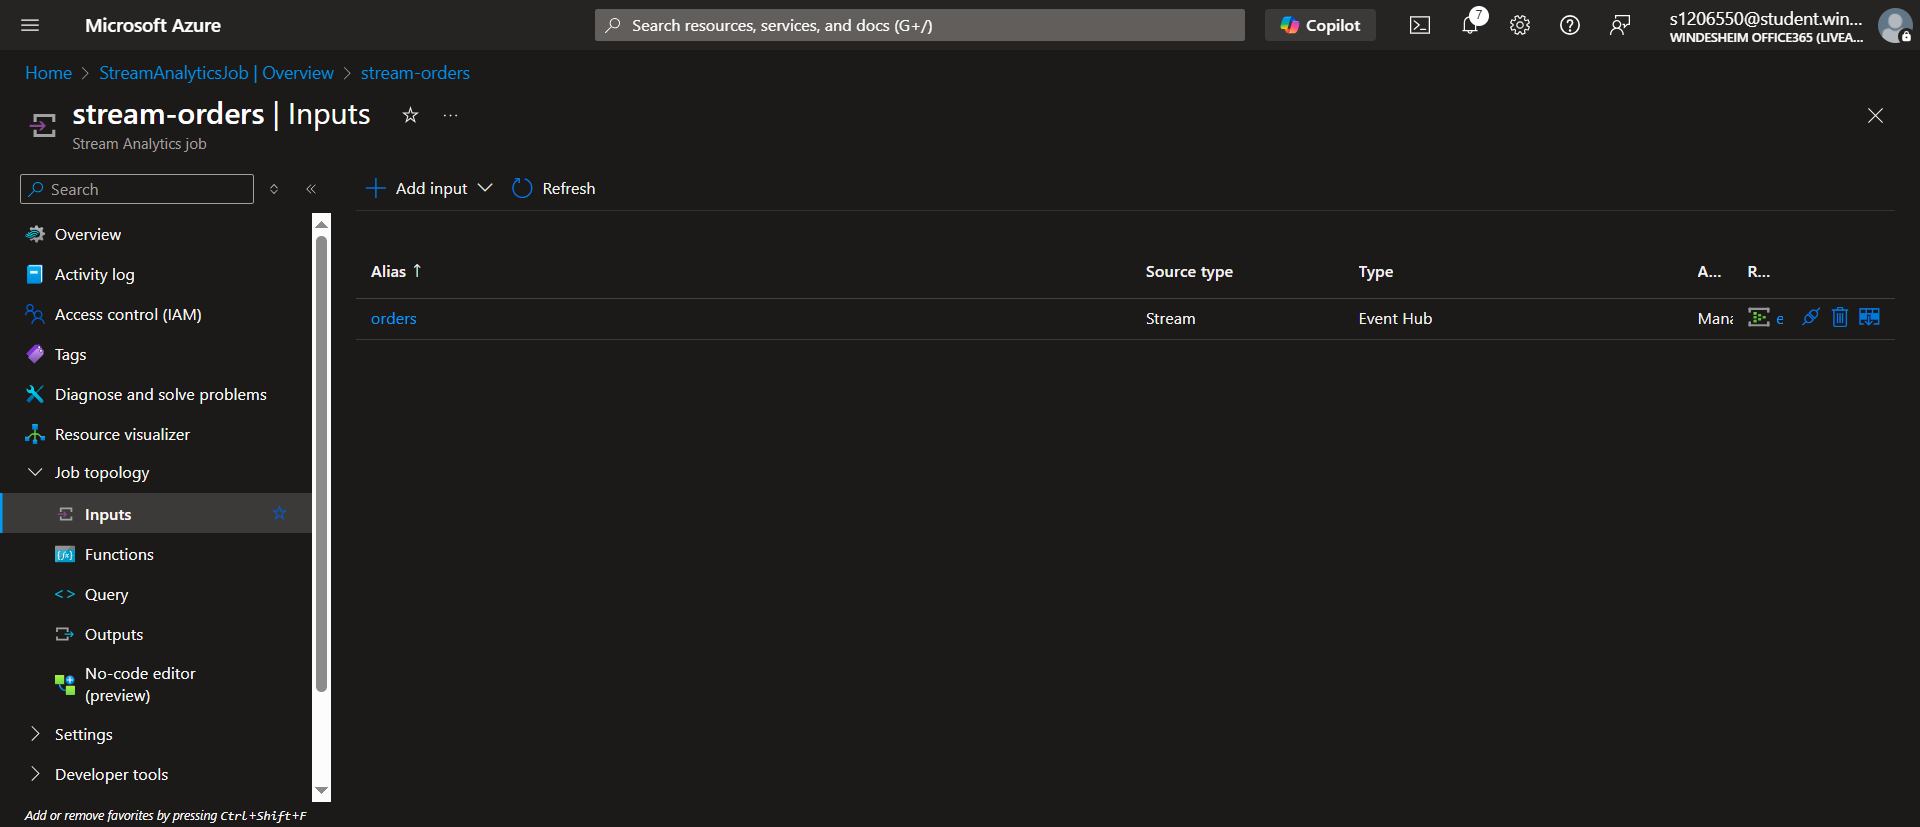 Microsoft Azure
Search resources, services, and docs (G+/)
Copilot
7
s1206550@student.win...
WINDESHEIM OFFICE365 (LIVEA...
Home > StreamAnalyticsJob | Overview > stream-orders
stream-orders | Inputs
Stream Analytics job
Search
Add input
Refresh
Overview
Activity log
Access control (IAM)
Tags
Diagnose and solve problems
Resource visualizer
Job topology
Inputs
Functions
Query
Outputs
No-code editor
(preview)
Settings
Developer tools
Add or remove favorites by pressing Ctrl+Shift+F
Alias ↑ Source type Type A... R...
orders Stream Event Hub Mana e